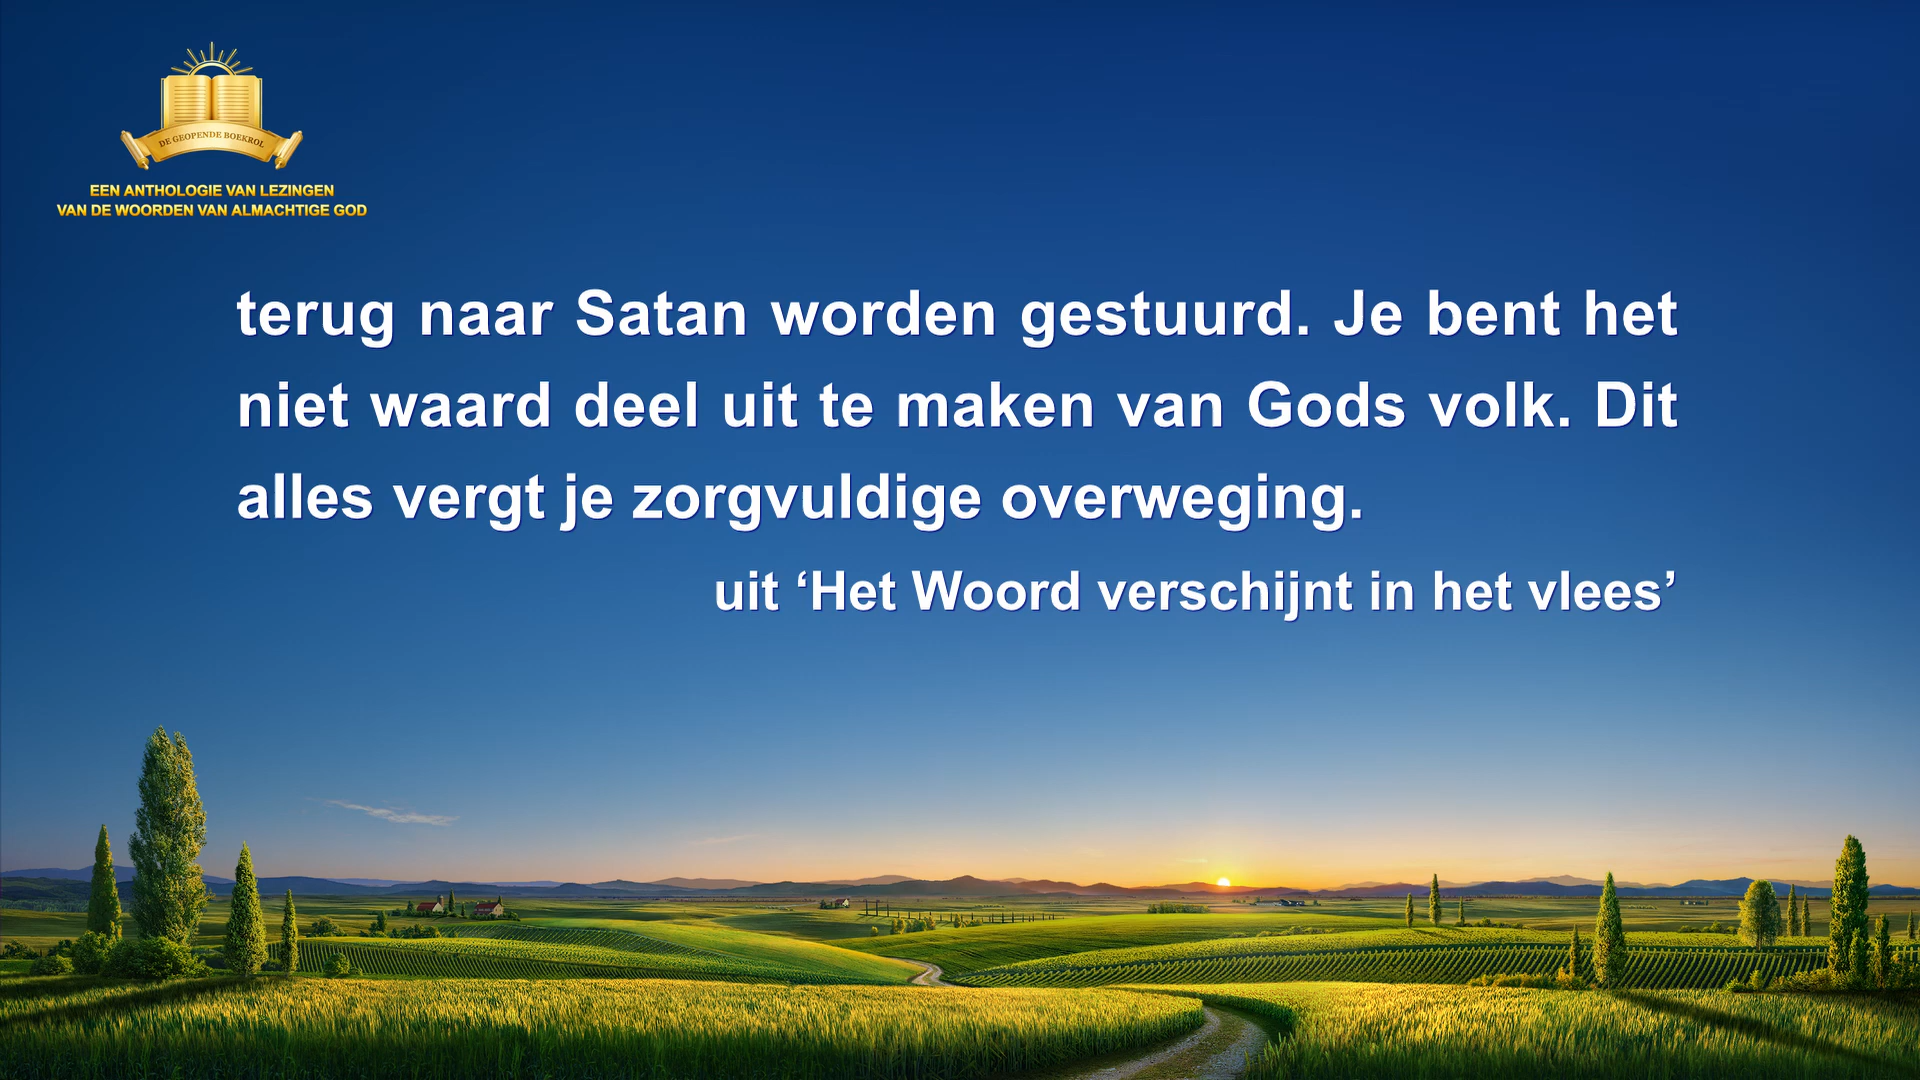 DE GEOPENDE BOEKROL
EEN ANTHOLOGIE VAN LEZINGEN
VAN DE WOORDEN VAN ALMACHTIGE GOD
terug naar Satan worden gestuurd. Je bent het
niet waard deel uit te maken van Gods volk. Dit
alles vergt je zorgvuldige overweging.
uit ‘Het Woord verschijnt in het vlees’